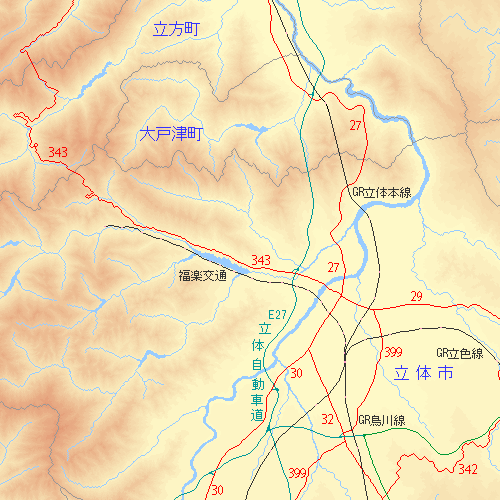 立方町
大戸津町
27
343
GR立体本線
343
27
福楽交通
29
E27
立体自動車道
399
GR立色線
30
立体市
32
GR鳥川線
342
399
30